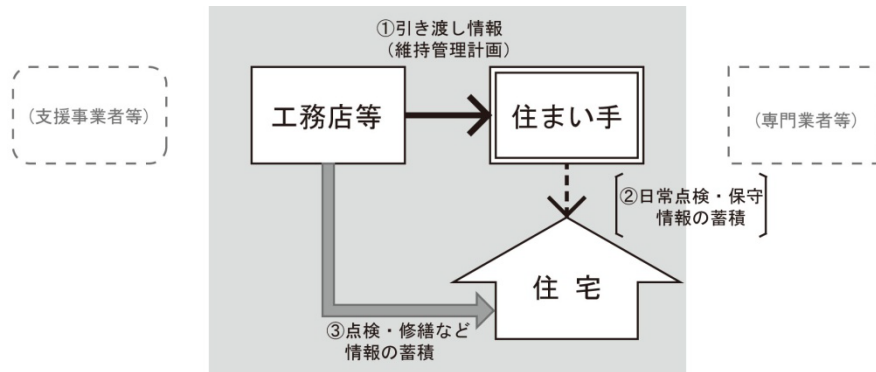 ①引き渡し情報
（維持管理計画）
（支援事業者等）
工務店等
住まい手
（専門業者等）
②日常点検・保守
情報の蓄積
住 宅
③点検・修繕など
情報の蓄積